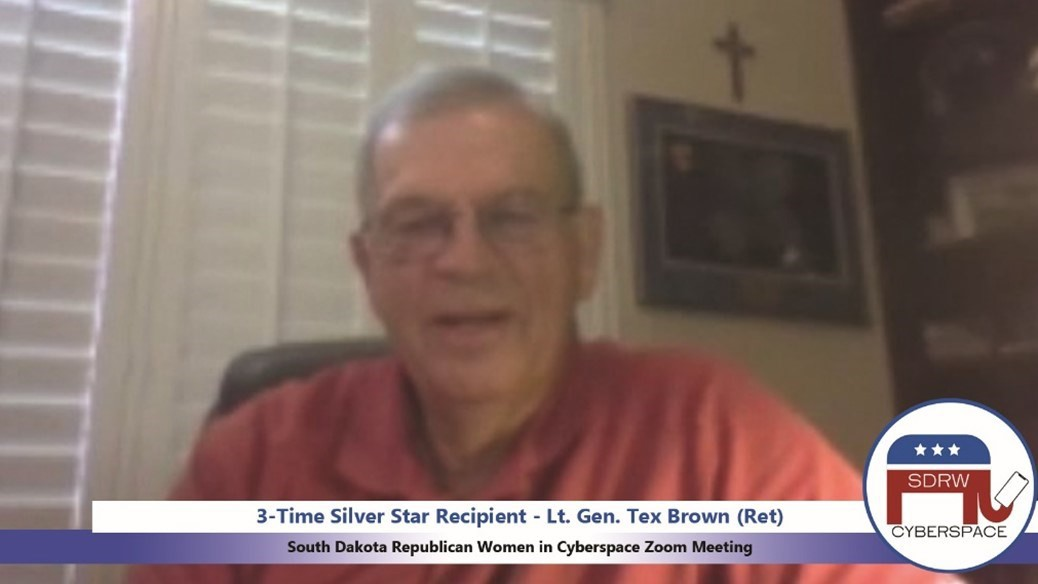 3-Time Silver Star Recipient - Lt. Gen. Tex Brown (Ret)
South Dakota Republican Women in Cyberspace Zoom Meeting
SDRW
CYBERSPACE